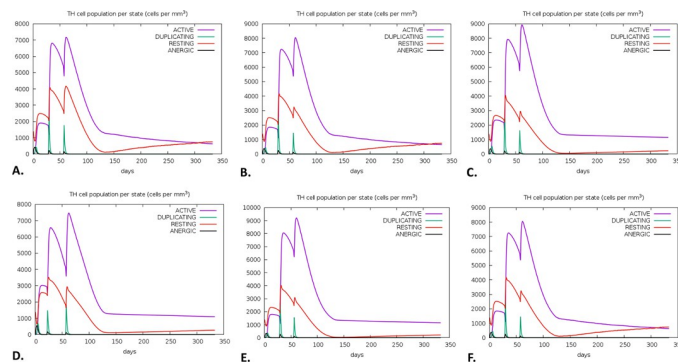 TH cell population per state (cells per mm³)
8000
7000
6000
5000
4000
3000
2000
1000
0
ACTIVE
DUPLICATING
RESTING
ANERGIC
0 50 100 150 200 250 300 350
days
A.
TH cell population per state (cells per mm³)
9000
8000
7000
6000
5000
4000
3000
2000
1000
0
ACTIVE
DUPLICATING
RESTING
ANERGIC
0 50 100 150 200 250 300 350
days
B.
TH cell population per state (cells per mm³)
9000
8000
7000
6000
5000
4000
3000
2000
1000
0
ACTIVE
DUPLICATING
RESTING
ANERGIC
0 50 100 150 200 250 300 350
days
C.
TH cell population per state (cells per mm³)
8000
7000
6000
5000
4000
3000
2000
1000
0
ACTIVE
DUPLICATING
RESTING
ANERGIC
0 50 100 150 200 250 300 350
days
D.
TH cell population per state (cells per mm³)
10000
9000
8000
7000
6000
5000
4000
3000
2000
1000
0
ACTIVE
DUPLICATING
RESTING
ANERGIC
0 50 100 150 200 250 300 350
days
E.
TH cell population per state (cells per mm³)
9000
8000
7000
6000
5000
4000
3000
2000
1000
0
ACTIVE
DUPLICATING
RESTING
ANERGIC
0 50 100 150 200 250 300 350
days
F.